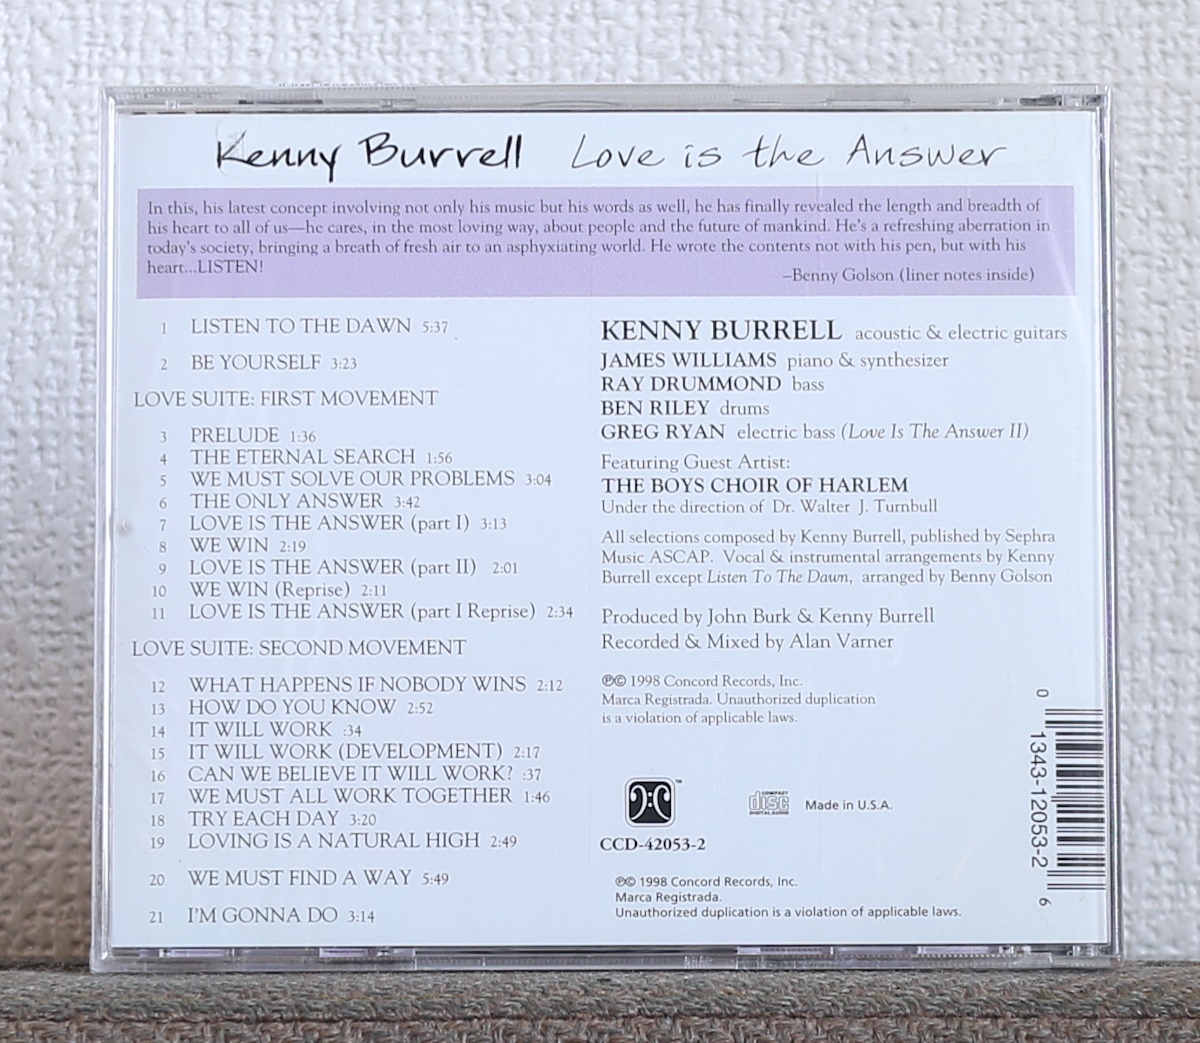 Kenny Burrell Love is the Answer
In this, his latest concept involving not only his music but his words as well, he has finally revealed the length and breadth of
his heart to all of us—he cares, in the most loving way, about people and the future of mankind. He's a refreshing aberration in
today's society, bringing a breath of fresh air to an asphyxiating world. He wrote the contents not with his pen, but with his
heart...LISTEN!
–Benny Golson (liner notes inside)
1 LISTEN TO THE DAWN 5:37
2 BE YOURSELF 3:23
LOVE SUITE: FIRST MOVEMENT
3 PRELUDE 1:36
4 THE ETERNAL SEARCH 1:56
5 WE MUST SOLVE OUR PROBLEMS 3:04
6 THE ONLY ANSWER 3:42
7 LOVE IS THE ANSWER (part I) 3:13
8 WE WIN 2:19
9 LOVE IS THE ANSWER (part II) 2:01
10 WE WIN (Reprise) 2:11
11 LOVE IS THE ANSWER (part I Reprise) 2:34
LOVE SUITE: SECOND MOVEMENT
12 WHAT HAPPENS IF NOBODY WINS 2:12
13 HOW DO YOU KNOW 2:52
14 IT WILL WORK :34
15 IT WILL WORK (DEVELOPMENT) 2:17
16 CAN WE BELIEVE IT WILL WORK? :37
17 WE MUST ALL WORK TOGETHER 1:46
18 TRY EACH DAY 3:20
19 LOVING IS A NATURAL HIGH 2:49
20 WE MUST FIND A WAY 5:49
21 I'M GONNA DO 3:14
KENNY BURRELL acoustic & electric guitars
JAMES WILLIAMS piano & synthesizer
RAY DRUMMOND bass
BEN RILEY drums
GREG RYAN electric bass (Love Is The Answer II)
Featuring Guest Artist:
THE BOYS CHOIR OF HARLEM
Under the direction of Dr. Walter J. Turnbull
All selections composed by Kenny Burrell, published by Sephra
Music ASCAP. Vocal & instrumental arrangements by Kenny
Burrell except Listen To The Dawn, arranged by Benny Golson
Produced by John Burk & Kenny Burrell
Recorded & Mixed by Alan Varner
℗© 1998 Concord Records, Inc.
Marca Registrada. Unauthorized duplication
is a violation of applicable laws.
™
COMPACT
disc
DIGITAL AUDIO
Made in U.S.A.
CCD-42053-2
℗© 1998 Concord Records, Inc.
Marca Registrada.
Unauthorized duplication is a violation of applicable laws.
0 1343-12053-2 6